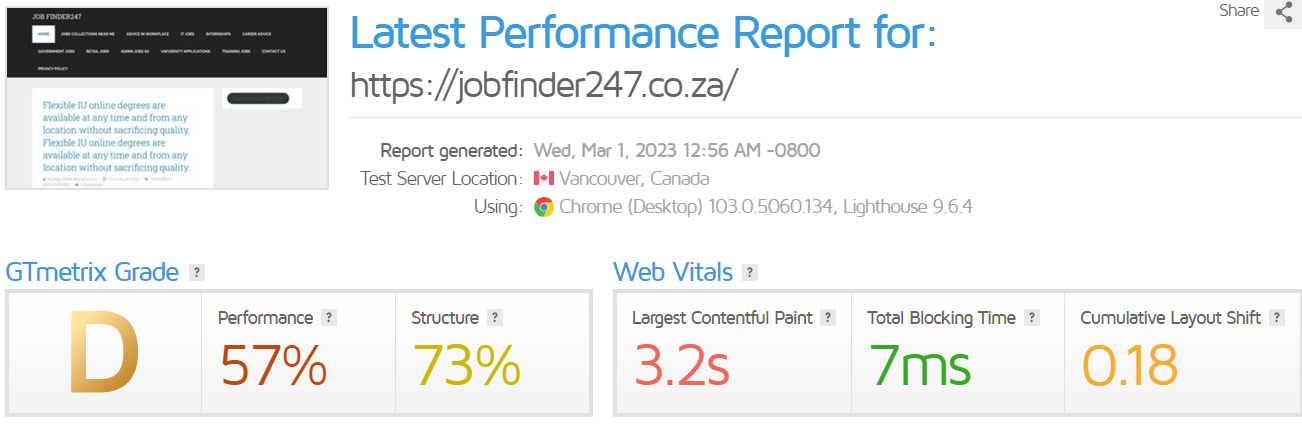 JOB FINDER247
HOME JOBS COLLECTIONS NEAR ME ADVICE IN WORKPLACE IT JOBS INTERNSHIPS CAREER ADVICE
GOVERNMENT JOBS RETAIL JOBS ADMIN JOBS SA UNIVERSITY APPLICATIONS TRAINING JOBS CONTACT US
PRIVACY POLICY
Flexible IU online degrees are
available at any time and from any
location without sacrificing quality.
Flexible IU online degrees are
available at any time and from any
location without sacrificing quality.
Share
Latest Performance Report for:
https://jobfinder247.co.za/
Report generated: Wed, Mar 1, 2023 12:56 AM -0800
Test Server Location: Vancouver, Canada
Using: Chrome (Desktop) 103.0.5060.134, Lighthouse 9.6.4
GTmetrix Grade ?
D
Performance ?
57%
Structure ?
73%
Web Vitals ?
Largest Contentful Paint ?
3.2s
Total Blocking Time ?
7ms
Cumulative Layout Shift ?
0.18